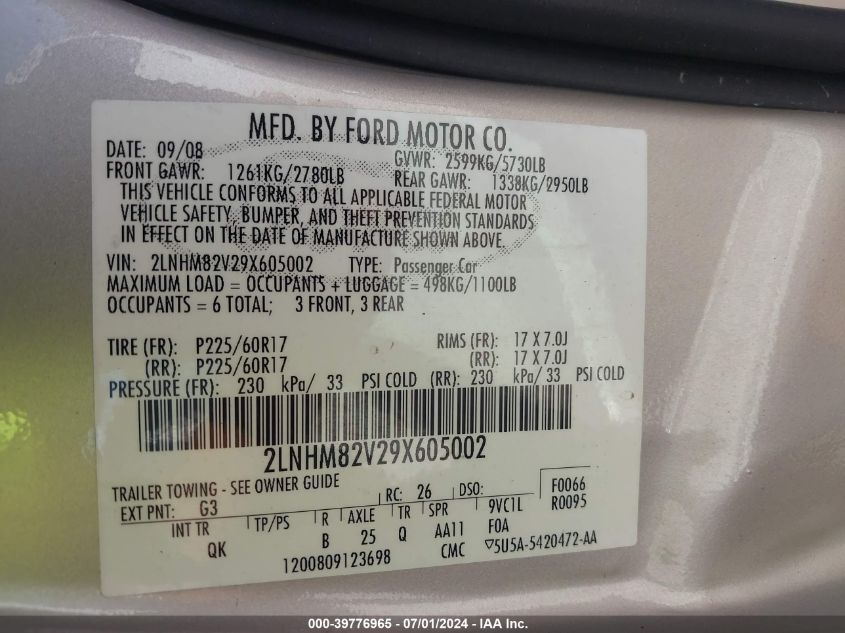 MFD. BY FORD MOTOR CO.
DATE: 09/08 GVWR: 2599KG/5730LB
FRONT GAWR: 1261KG/2780LB REAR GAWR: 1338KG/2950LB
THIS VEHICLE CONFORMS TO ALL APPLICABLE FEDERAL MOTOR
VEHICLE SAFETY, BUMPER, AND THEFT PREVENTION STANDARDS
IN EFFECT ON THE DATE OF MANUFACTURE SHOWN ABOVE.
VIN: 2LNHM82V29X605002 TYPE: Passenger Car
MAXIMUM LOAD = OCCUPANTS + LUGGAGE = 498KG/1100LB
OCCUPANTS = 6 TOTAL; 3 FRONT, 3 REAR
TIRE (FR): P225/60R17 RIMS (FR): 17 X 7.0J
(RR): P225/60R17 (RR): 17 X 7.0J
PRESSURE (FR): 230 kPa/ 33 PSI COLD (RR): 230 kPa/ 33 PSI COLD
2LNHM82V29X605002
TRAILER TOWING - SEE OWNER GUIDE
RC: 26 DSO: F0066
EXT PNT: G3 R0095
INT TR TP/PS R AXLE TR SPR 9VC1L
QK B 25 Q AA11 F0A
1200809123698 CMC ▽5U5A-5420472-AA
000-39776965 - 07/01/2024 - IAA Inc.